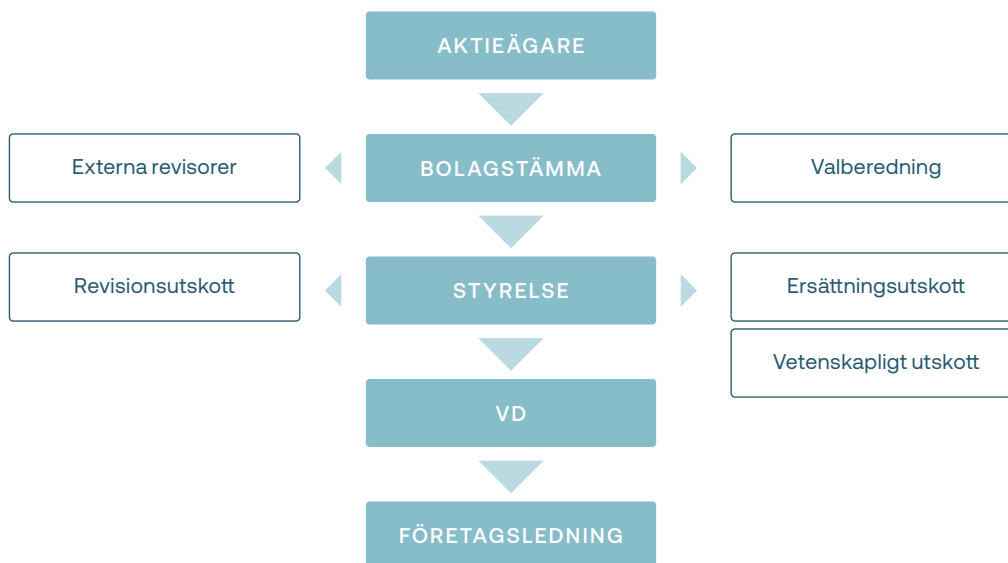 AKTIEÄGARE
Externa revisorer
BOLAGSTÄMMA
Valberedning
Revisionsutskott
STYRELSE
Ersättningsutskott
Vetenskapligt utskott
VD
FÖRETAGSLEDNING